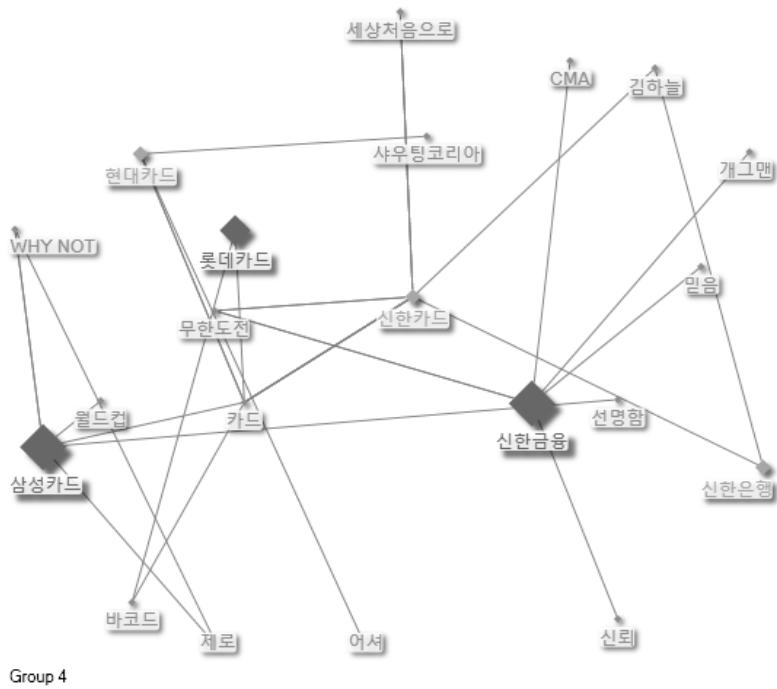 세상처음으로
CMA
김하늘
샤우팅코리아
현대카드
개그맨
WHY NOT
롯데카드
믿음
무한도전
신한카드
월드컵
카드
신한금융
선명함
삼성카드
신한은행
바코드
제로
어셔
신뢰
Group 4